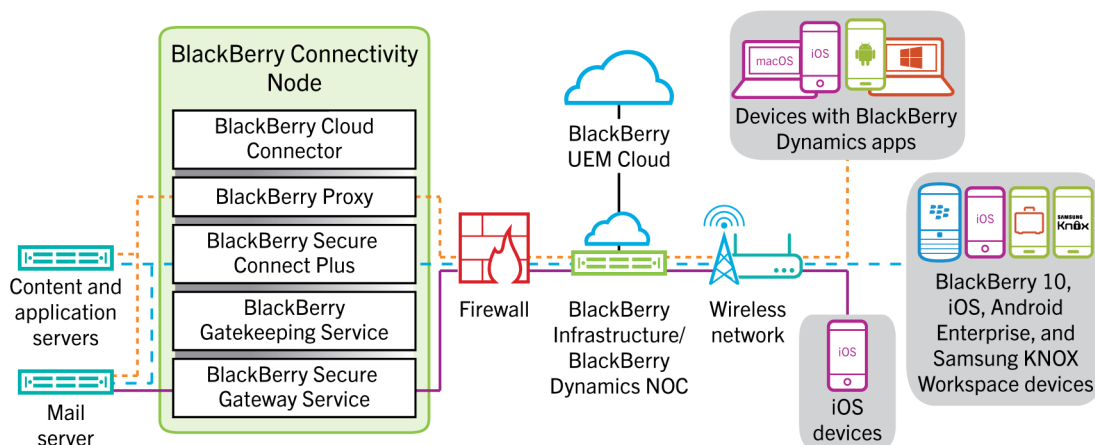 BlackBerry Connectivity
Node
BlackBerry Cloud
Connector
BlackBerry Proxy
BlackBerry Secure
Connect Plus
BlackBerry
Gatekeeping Service
BlackBerry Secure
Gateway Service
Content and
application
servers
Mail
server
Firewall
BlackBerry
UEM Cloud
BlackBerry
Infrastructure/
BlackBerry
Dynamics NOC
Wireless
network
macOS
iOS
Devices with BlackBerry
Dynamics apps
iOS
SAMSUNG
Knox
BlackBerry 10,
iOS, Android
Enterprise, and
Samsung KNOX
Workspace devices
iOS
iOS
devices